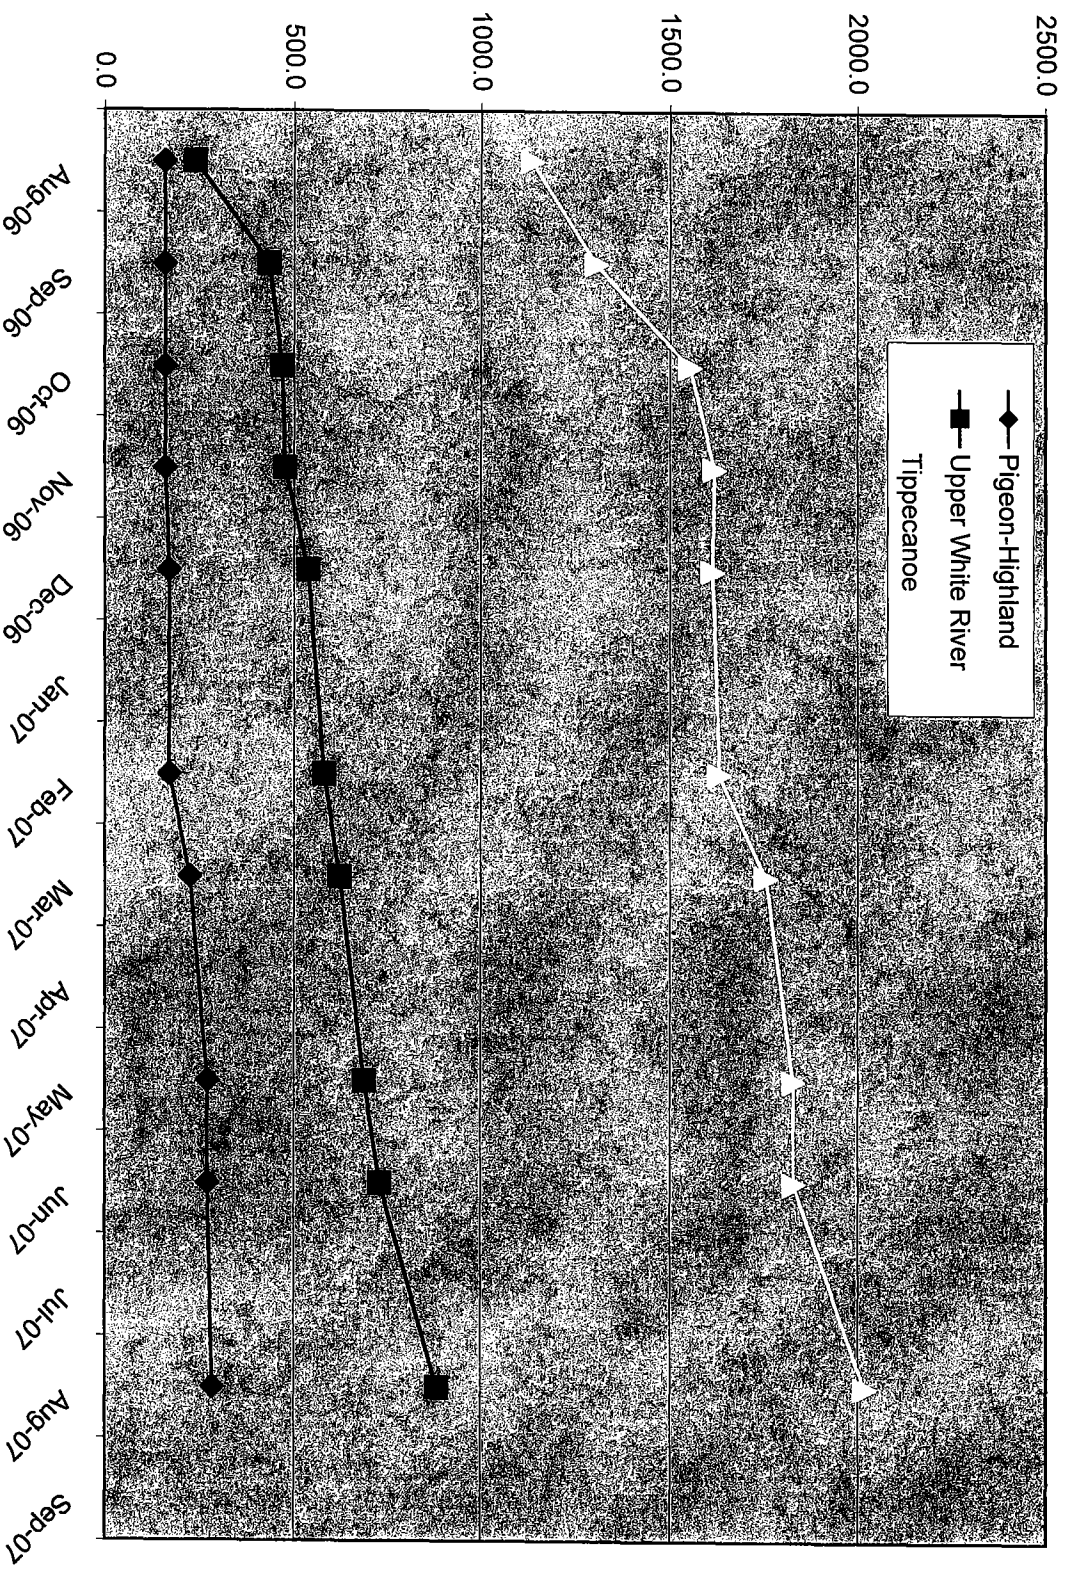 2500.0
2000.0
1500.0
1000.0
500.0
0.0
Pigeon-Highland
Upper White River
Tippecanoe
Aug-06
Sep-06
Oct-06
Nov-06
Dec-06
Jan-07
Feb-07
Mar-07
Apr-07
May-07
Jun-07
Jul-07
Aug-07
Sep-07